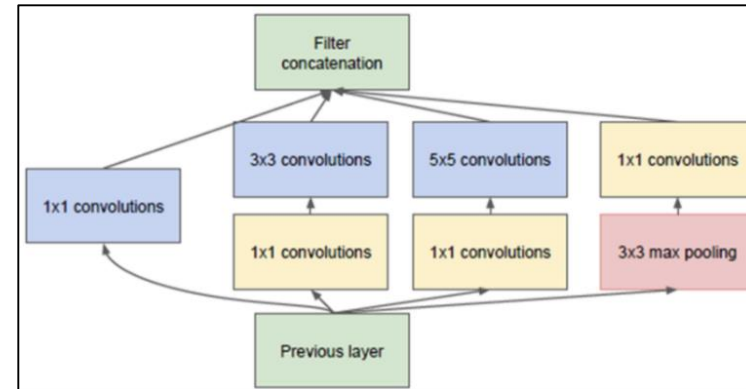 Filter
concatenation
3x3 convolutions
5x5 convolutions
1x1 convolutions
1x1 convolutions
1x1 convolutions
1x1 convolutions
3x3 max pooling
Previous layer